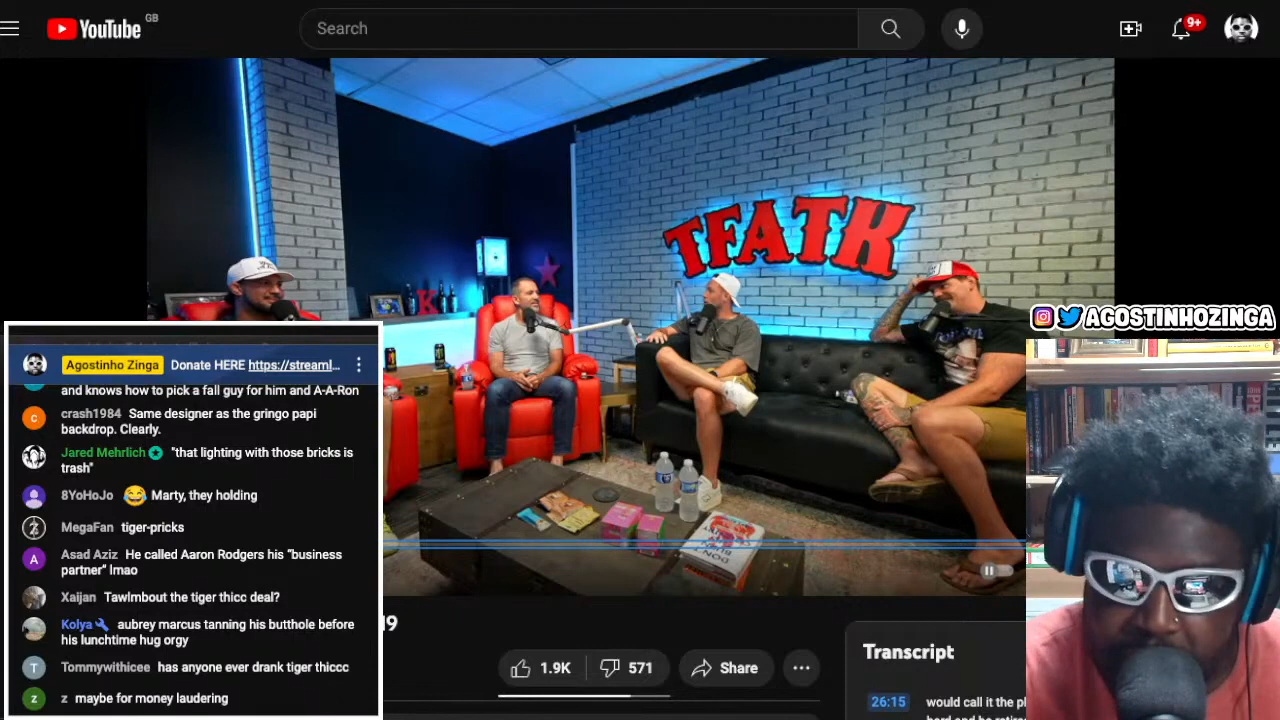 YouTube GB
Search
9+
TFATK
K
AGOSTINHOZINGA
Agostinho Zinga Donate HERE https://streaml...
and knows how to pick a fall guy for him and A-A-Ron
c
crash1984 Same designer as the gringo papi
backdrop. Clearly.
Jared Mehrlich "that lighting with those bricks is
trash"
8YoHoJo 😂 Marty, they holding
MegaFan tiger-pricks
A
Asad Aziz He called Aaron Rodgers his “business
partner” lmao
Xaijan Tawlmbout the tiger thicc deal?
Kolya aubrey marcus tanning his butthole before
his lunchtime hug orgy
T
Tommywithicee has anyone ever drank tiger thiccc
z
z maybe for money laudering
19
1.9K
571
Share
Transcript
26:15
would call it the pl